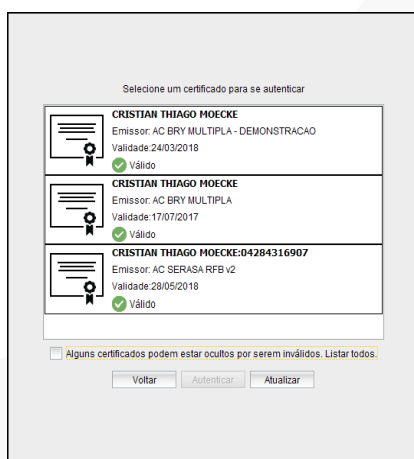 Selecione um certificado para se autenticar
CRISTIAN THIAGO MOECKE
Emissor: AC BRY MULTIPLA - DEMONSTRACAO
Validade:24/03/2018
Válido
CRISTIAN THIAGO MOECKE
Emissor: AC BRY MULTIPLA
Validade:17/07/2017
Válido
CRISTIAN THIAGO MOECKE:04284316907
Emissor: AC SERASA RFB v2
Validade:28/05/2018
Válido
Alguns certificados podem estar ocultos por serem inválidos. Listar todos.
Voltar Autenticar Atualizar